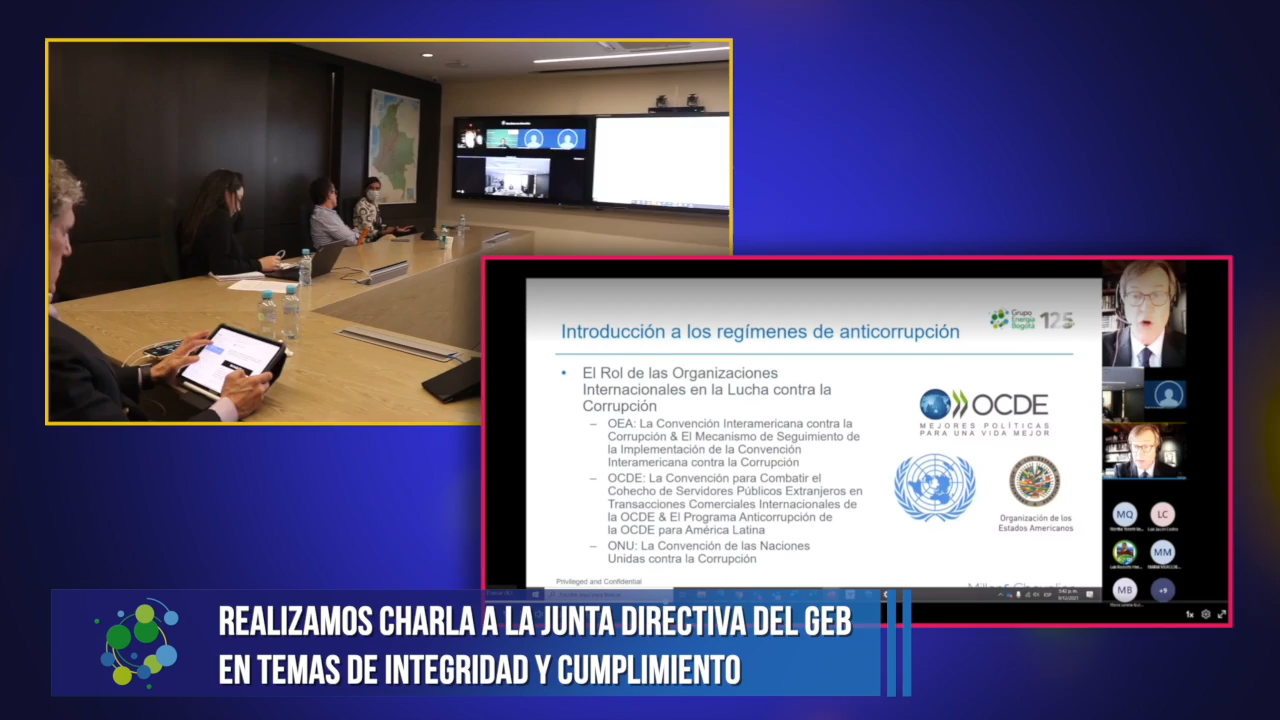 Introducción a los regímenes de anticorrupción
Grupo
Energía
Bogotá
125
• El Rol de las Organizaciones
Internacionales en la Lucha contra la
Corrupción
– OEA: La Convención Interamericana contra la
Corrupción & El Mecanismo de Seguimiento de
la Implementación de la Convención
Interamericana contra la Corrupción
– OCDE: La Convención para Combatir el
Cohecho de Servidores Públicos Extranjeros en
Transacciones Comerciales Internacionales de
la OCDE & El Programa Anticorrupción de
la OCDE para América Latina
– ONU: La Convención de las Naciones
Unidas contra la Corrupción
OCDE
MEJORES POLÍTICAS
PARA UNA VIDA MEJOR
Organización de los
Estados Americanos
Privileged and Confidential
MQ
LC
MM
MB
+9
1x
REALIZAMOS CHARLA A LA JUNTA DIRECTIVA DEL GEB
EN TEMAS DE INTEGRIDAD Y CUMPLIMIENTO